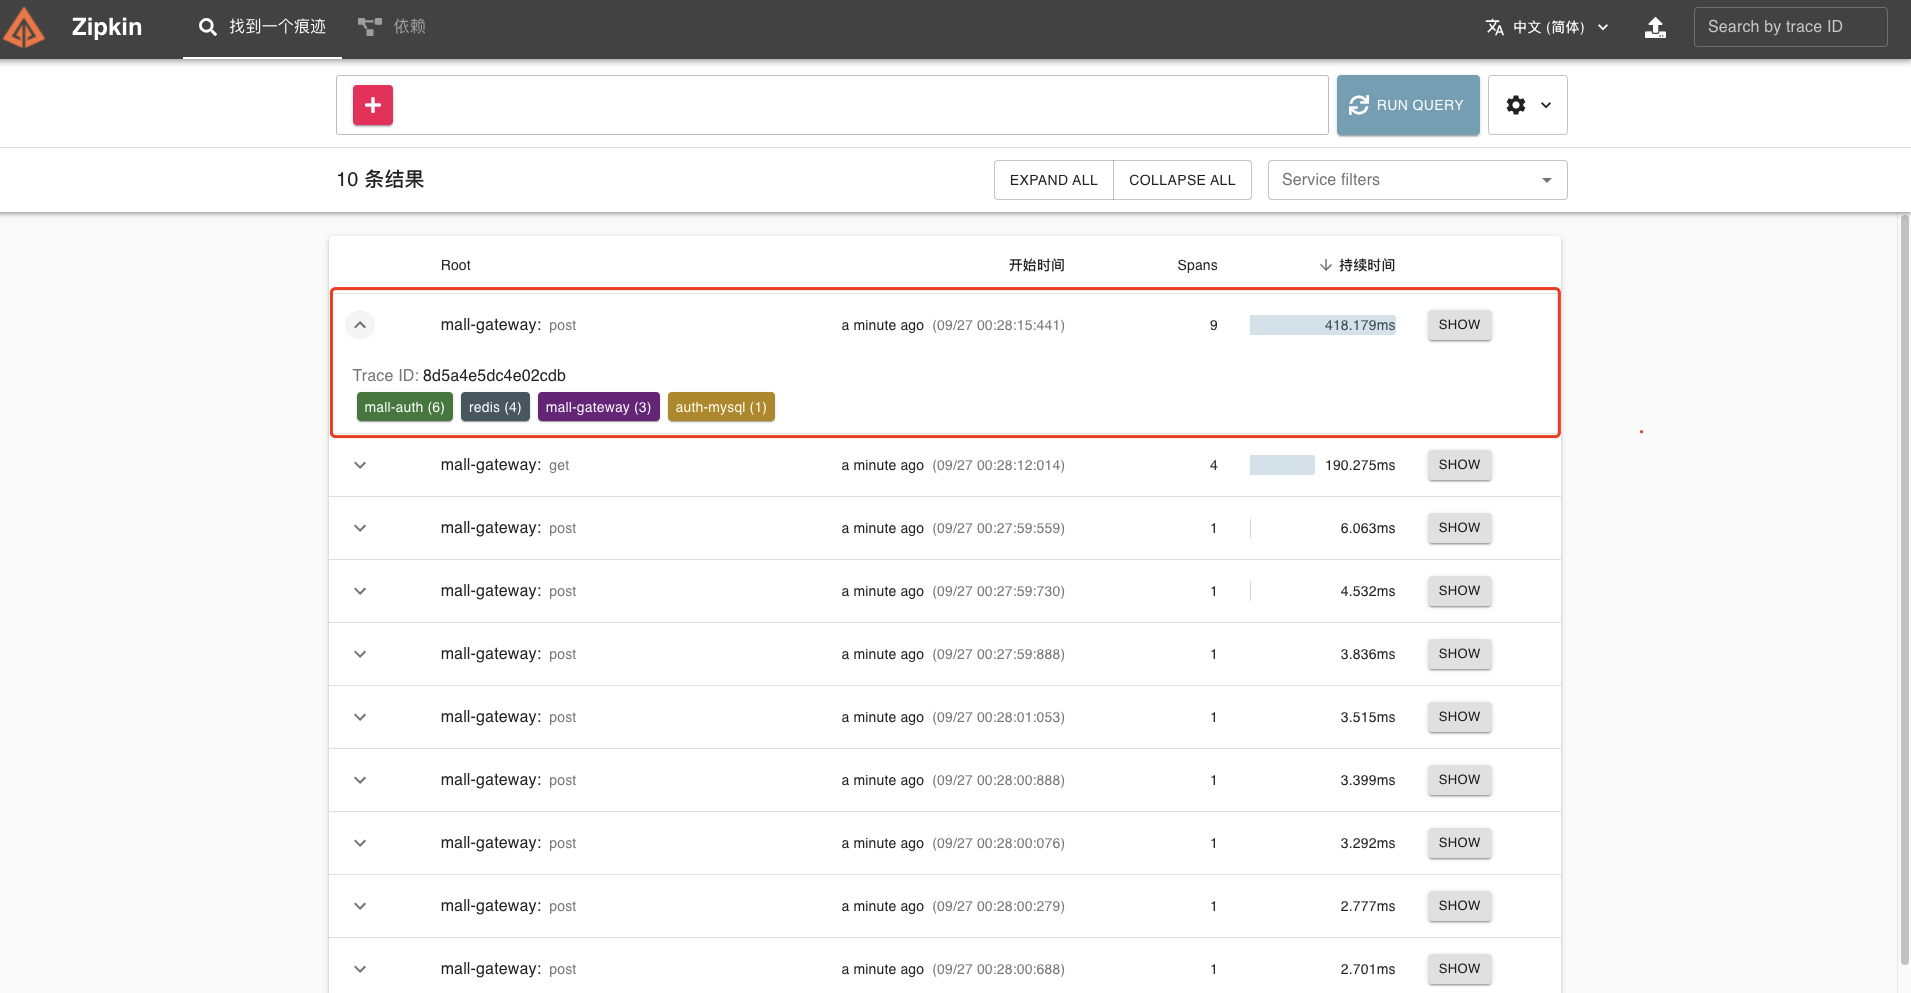 Zipkin 找到一个痕迹 依赖 中文 (简体) Search by trace ID
RUN QUERY
10 条结果 EXPAND ALL COLLAPSE ALL Service filters
Root 开始时间 Spans 持续时间
mall-gateway: post a minute ago (09/27 00:28:15:441) 9 418.179ms SHOW
Trace ID: 8d5a4e5dc4e02cdb
mall-auth (6) redis (4) mall-gateway (3) auth-mysql (1)
mall-gateway: get a minute ago (09/27 00:28:12:014) 4 190.275ms SHOW
mall-gateway: post a minute ago (09/27 00:27:59:559) 1 6.063ms SHOW
mall-gateway: post a minute ago (09/27 00:27:59:730) 1 4.532ms SHOW
mall-gateway: post a minute ago (09/27 00:27:59:888) 1 3.836ms SHOW
mall-gateway: post a minute ago (09/27 00:28:01:053) 1 3.515ms SHOW
mall-gateway: post a minute ago (09/27 00:28:00:888) 1 3.399ms SHOW
mall-gateway: post a minute ago (09/27 00:28:00:076) 1 3.292ms SHOW
mall-gateway: post a minute ago (09/27 00:28:00:279) 1 2.777ms SHOW
mall-gateway: post a minute ago (09/27 00:28:00:688) 1 2.701ms SHOW